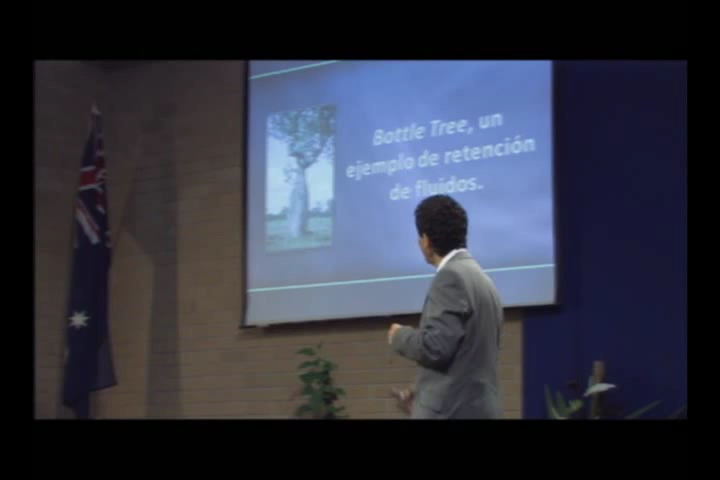 Bottle Tree, un
ejemplo de retención
de fluidos.